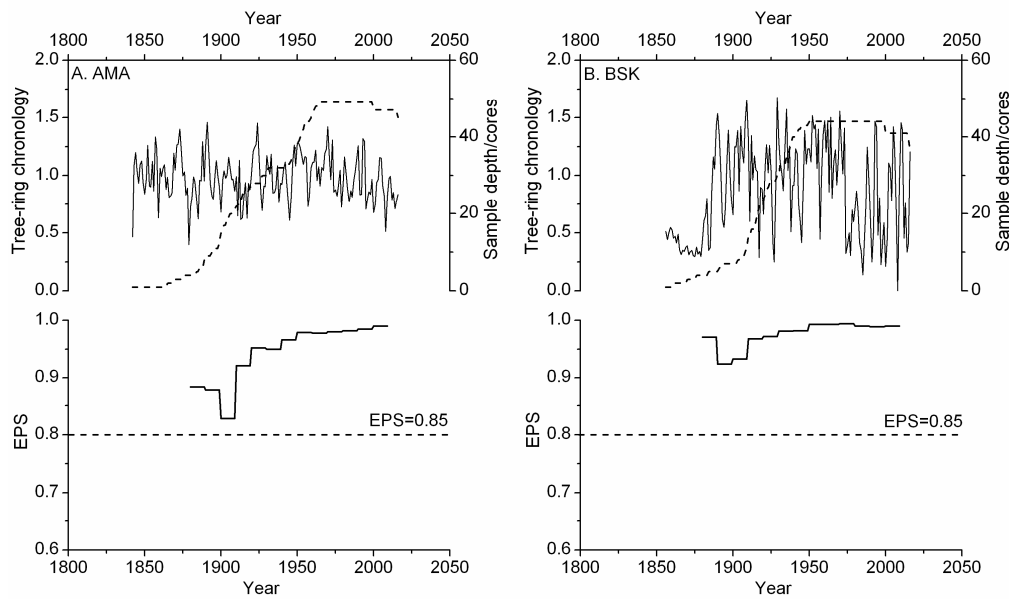 Year
Year
1800 1850 1900 1950 2000 2050
1800 1850 1900 1950 2000 2050
2.0
1.5
1.0
0.5
0.0
Tree-ring chronology
A. AMA
60
40
20
0
Sample depth/cores
2.0
1.5
1.0
0.5
0.0
Tree-ring chronology
B. BSK
60
40
20
0
Sample depth/cores
1.0
0.9
0.8
0.7
0.6
EPS
EPS=0.85
1.0
0.9
0.8
0.7
0.6
EPS
EPS=0.85
1800 1850 1900 1950 2000 2050
1800 1850 1900 1950 2000 2050
Year
Year